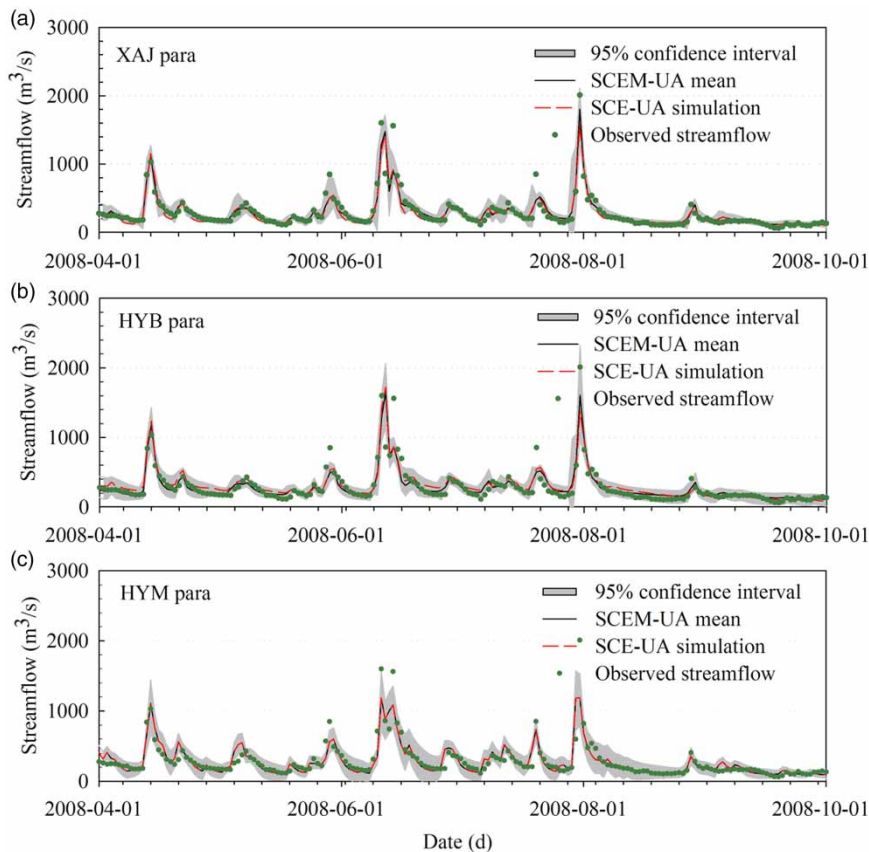 (a)
3000
XAJ para
95% confidence interval
SCEM-UA mean
2000
SCE-UA simulation
Observed streamflow
1000
0
Streamflow (m³/s)
2008-04-01 2008-06-01 2008-08-01 2008-10-01
(b)
3000
HYB para
95% confidence interval
SCEM-UA mean
2000
SCE-UA simulation
Observed streamflow
1000
0
Streamflow (m³/s)
2008-04-01 2008-06-01 2008-08-01 2008-10-01
(c)
3000
HYM para
95% confidence interval
SCEM-UA mean
2000
SCE-UA simulation
Observed streamflow
1000
0
Streamflow (m³/s)
2008-04-01 2008-06-01 2008-08-01 2008-10-01
Date (d)